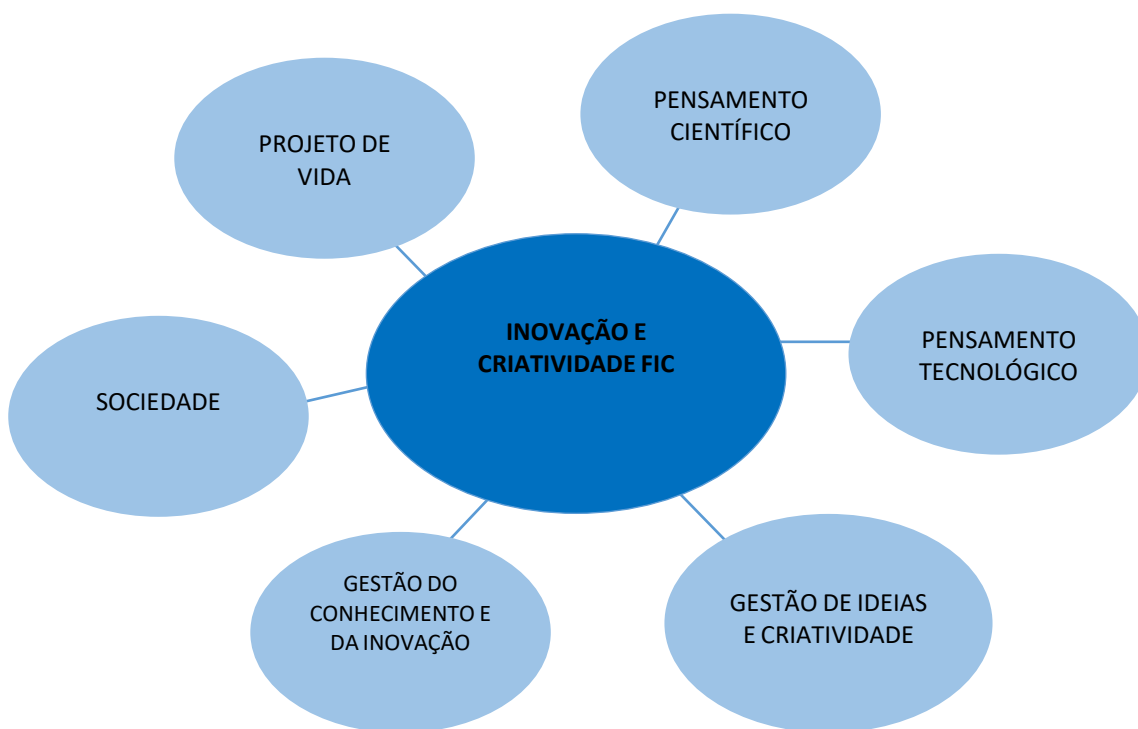 PENSAMENTO
CIENTÍFICO
PROJETO DE
VIDA
INOVAÇÃO E
CRIATIVIDADE FIC
PENSAMENTO
TECNOLÓGICO
SOCIEDADE
GESTÃO DO
CONHECIMENTO E
DA INOVAÇÃO
GESTÃO DE IDEIAS
E CRIATIVIDADE